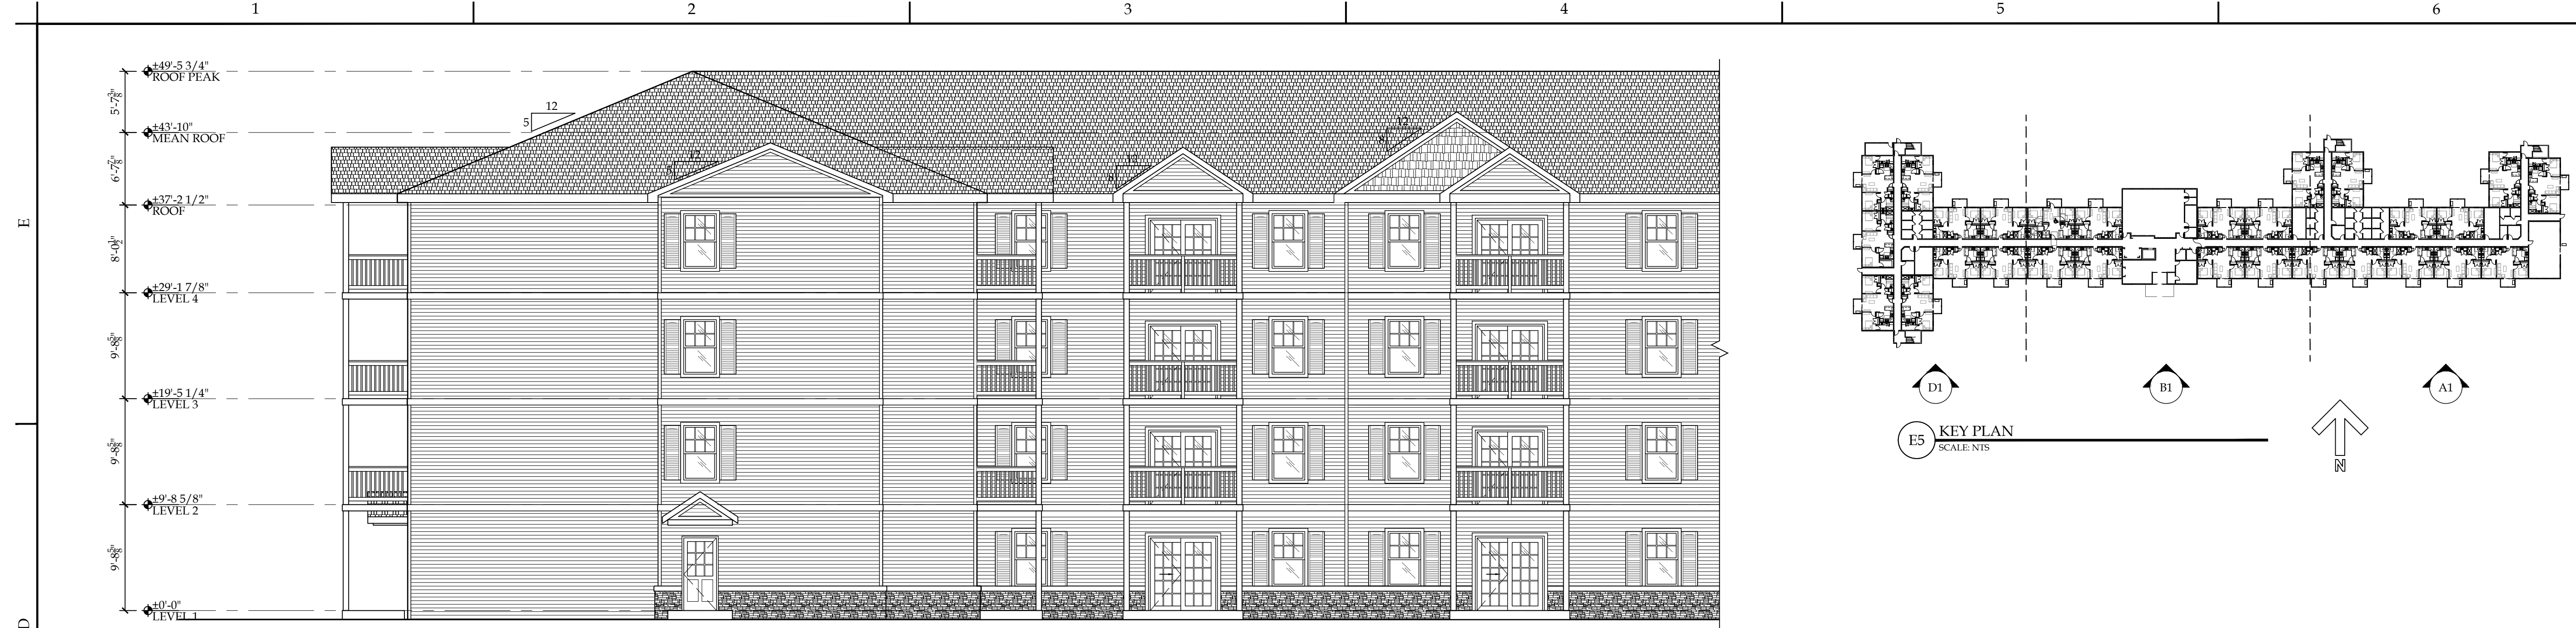 1 2 3 4 5 6
E
D
±49'-5 3/4"
ROOF PEAK
5'-7 3/8"
±43'-10"
MEAN ROOF
6'-7 7/8"
±37'-2 1/2"
ROOF
8'-0 1/2"
±29'-1 7/8"
LEVEL 4
9'-8 5/8"
±19'-5 1/4"
LEVEL 3
9'-8 5/8"
±9'-8 5/8"
LEVEL 2
9'-8 5/8"
±0'-0"
LEVEL 1
12
5
12
5
12
8
12
8
D1
B1
A1
E5
KEY PLAN
SCALE: NTS
N